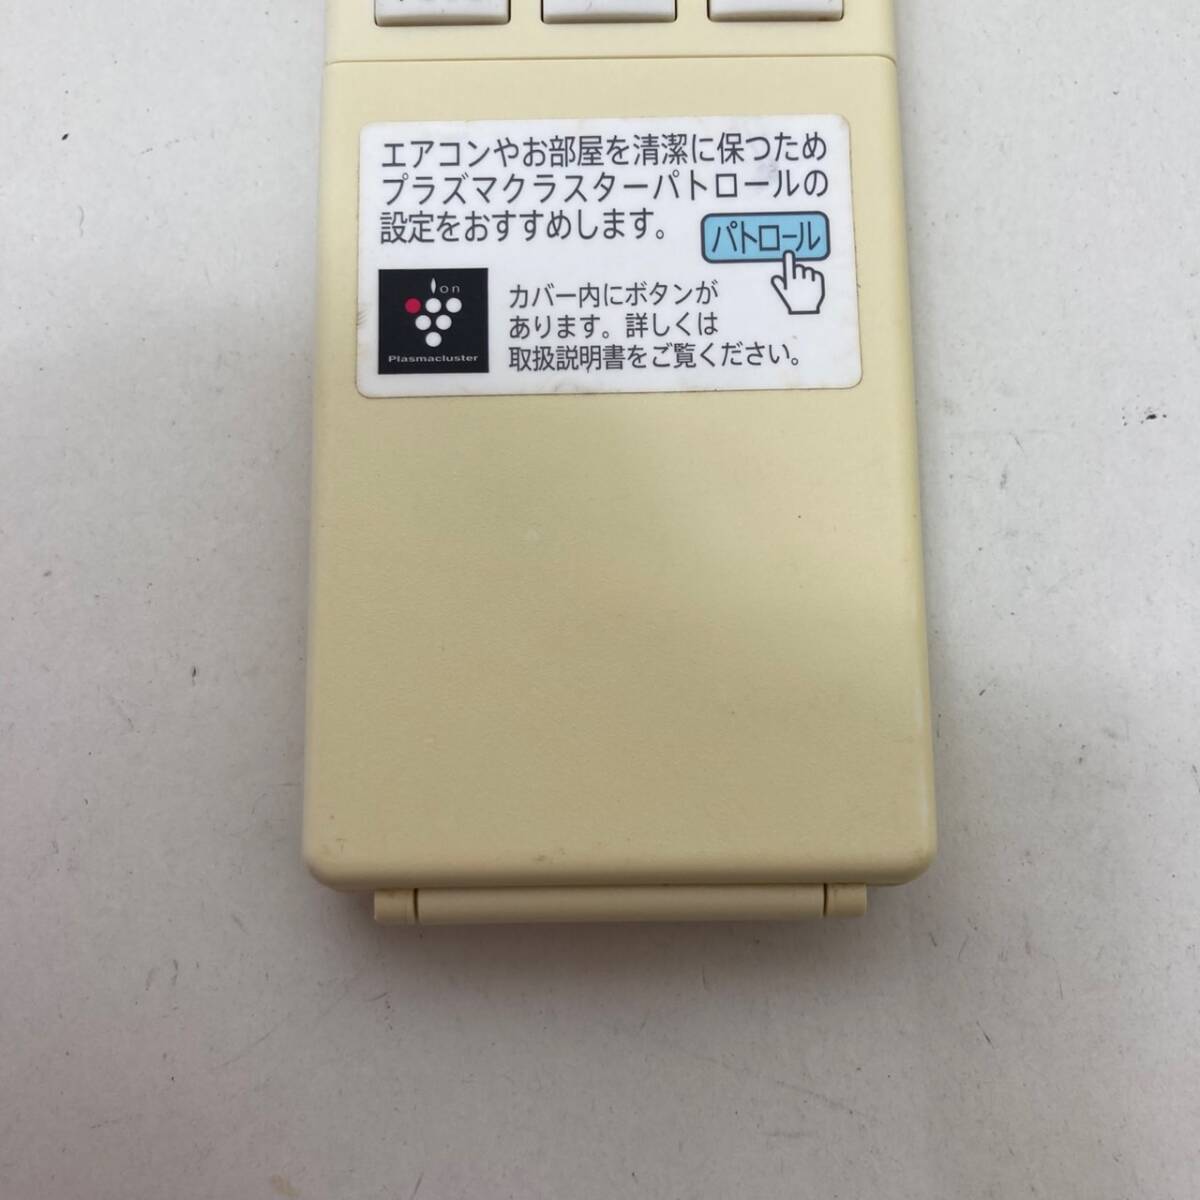 エアコンやお部屋を清潔に保つため
プラズマクラスターパトロールの
設定をおすすめします。
パトロール
ion
Plasmacluster
カバー内にボタンが
あります。詳しくは
取扱説明書をご覧ください。